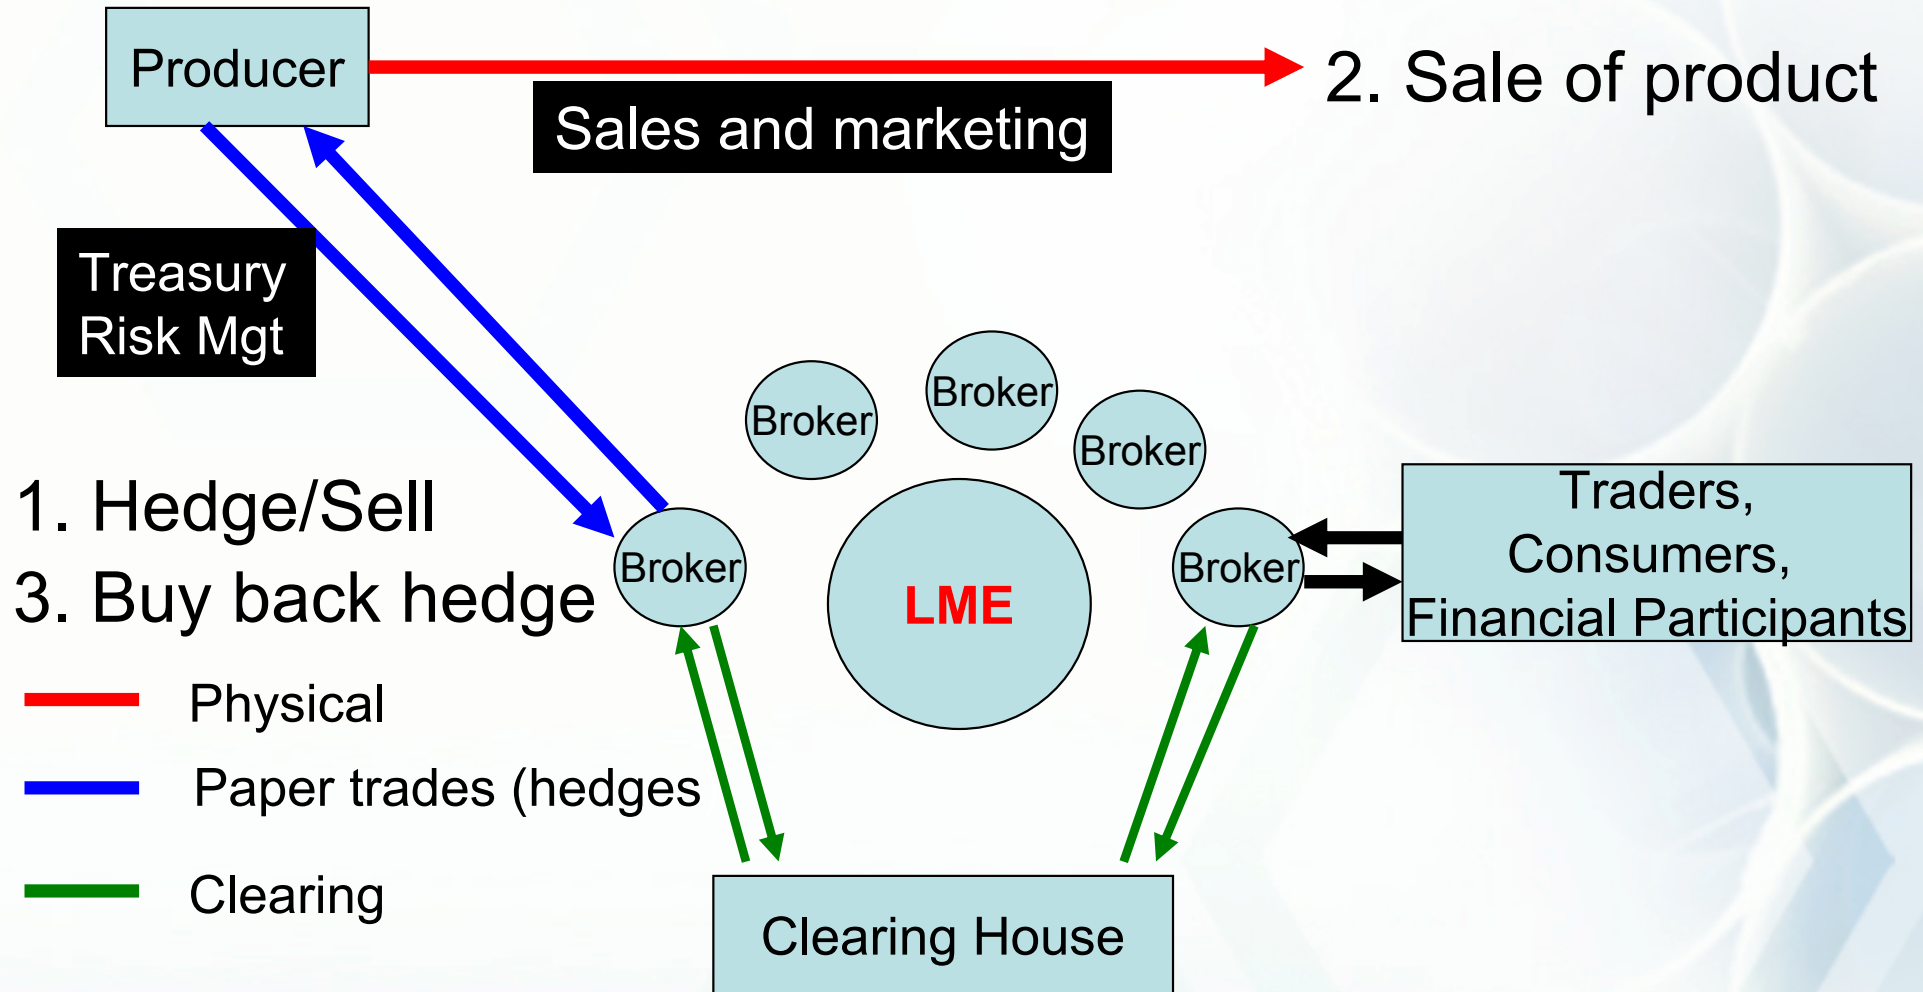 Producer
2. Sale of product
Sales and marketing
Treasury
Risk Mgt
Broker
Broker
Broker
1. Hedge/Sell
3. Buy back hedge
Broker
LME
Broker
Traders,
Consumers,
Financial Participants
Physical
Paper trades (hedges
Clearing
Clearing House